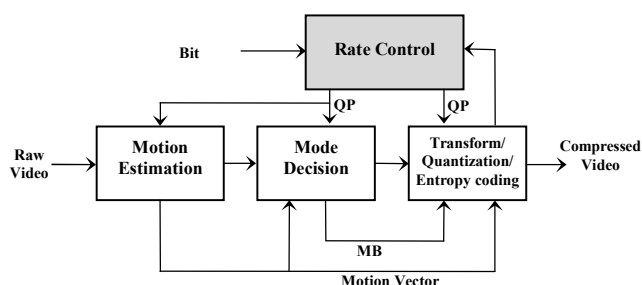 Rate Control
Bit
QP
QP
Raw
Video
Motion
Estimation
Mode
Decision
Transform/
Quantization/
Entropy coding
Compressed
Video
MB
Motion Vector